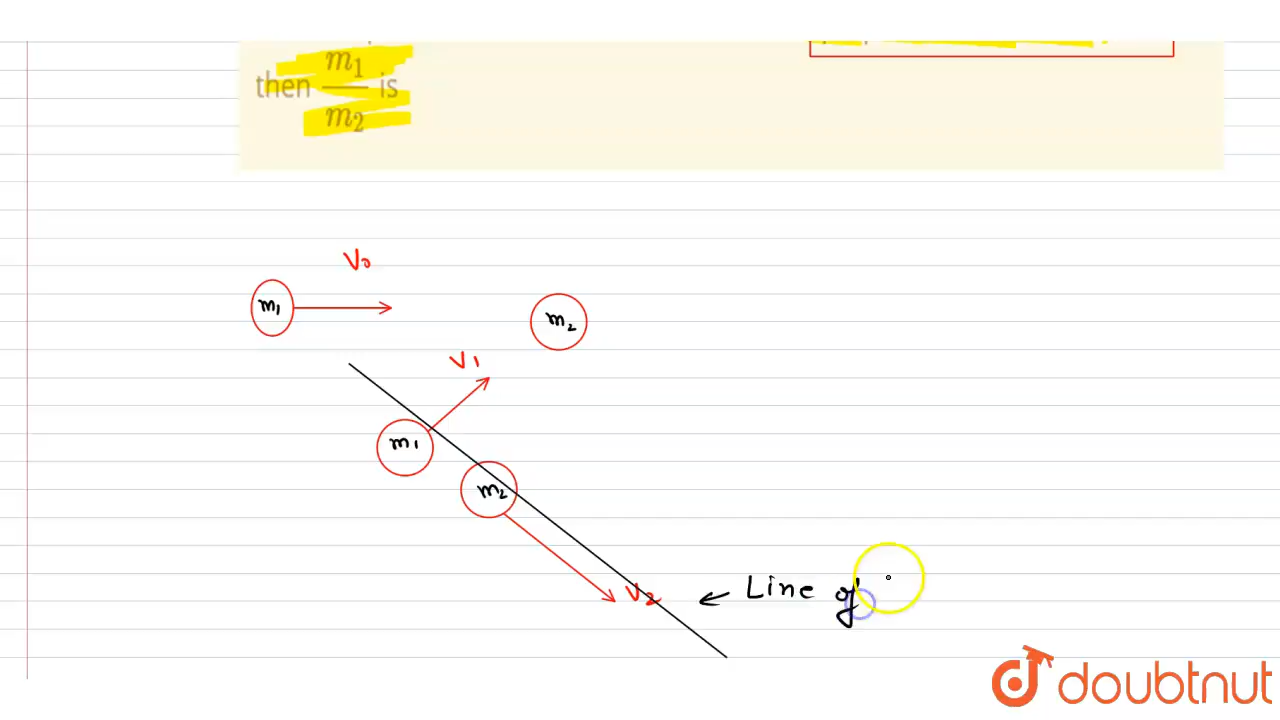 then m₁/m₂ is
V₀
m₁
m₂
V₁
m₁
m₂
V₂
← Line of
doubtnut